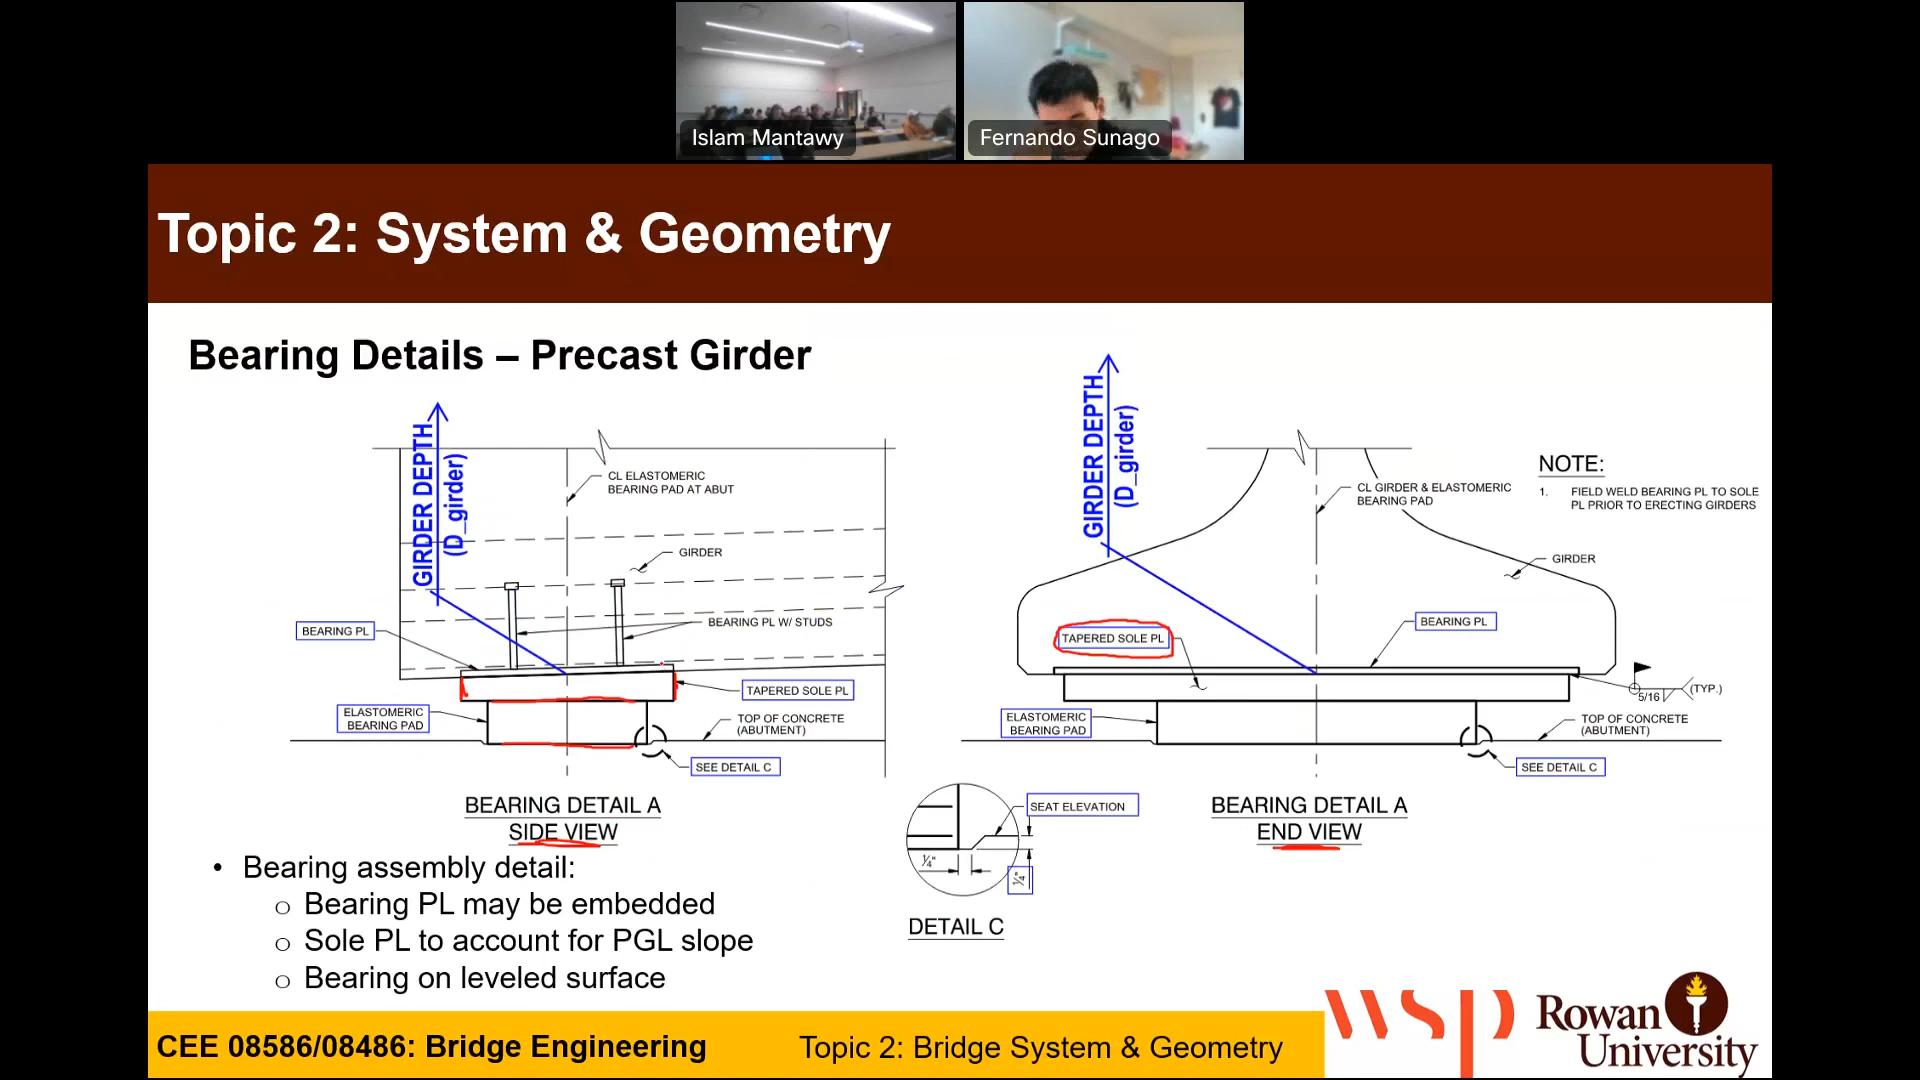 Islam Mantawy
Fernando Sunago
Topic 2: System & Geometry
Bearing Details – Precast Girder
GIRDER DEPTH
(D_girder)
CL ELASTOMERIC
BEARING PAD AT ABUT
GIRDER
BEARING PL
BEARING PL W/ STUDS
TAPERED SOLE PL
ELASTOMERIC
BEARING PAD
TOP OF CONCRETE
(ABUTMENT)
SEE DETAIL C
BEARING DETAIL A
SIDE VIEW
GIRDER DEPTH
(D_girder)
CL GIRDER & ELASTOMERIC
BEARING PAD
NOTE:
1. FIELD WELD BEARING PL TO SOLE
PL PRIOR TO ERECTING GIRDERS
GIRDER
BEARING PL
TAPERED SOLE PL
5/16
(TYP.)
ELASTOMERIC
BEARING PAD
TOP OF CONCRETE
(ABUTMENT)
SEE DETAIL C
BEARING DETAIL A
END VIEW
SEAT ELEVATION
1/4"
1/4"
DETAIL C
• Bearing assembly detail:
o Bearing PL may be embedded
o Sole PL to account for PGL slope
o Bearing on leveled surface
CEE 08586/08486: Bridge Engineering
Topic 2: Bridge System & Geometry
wsp
Rowan
University